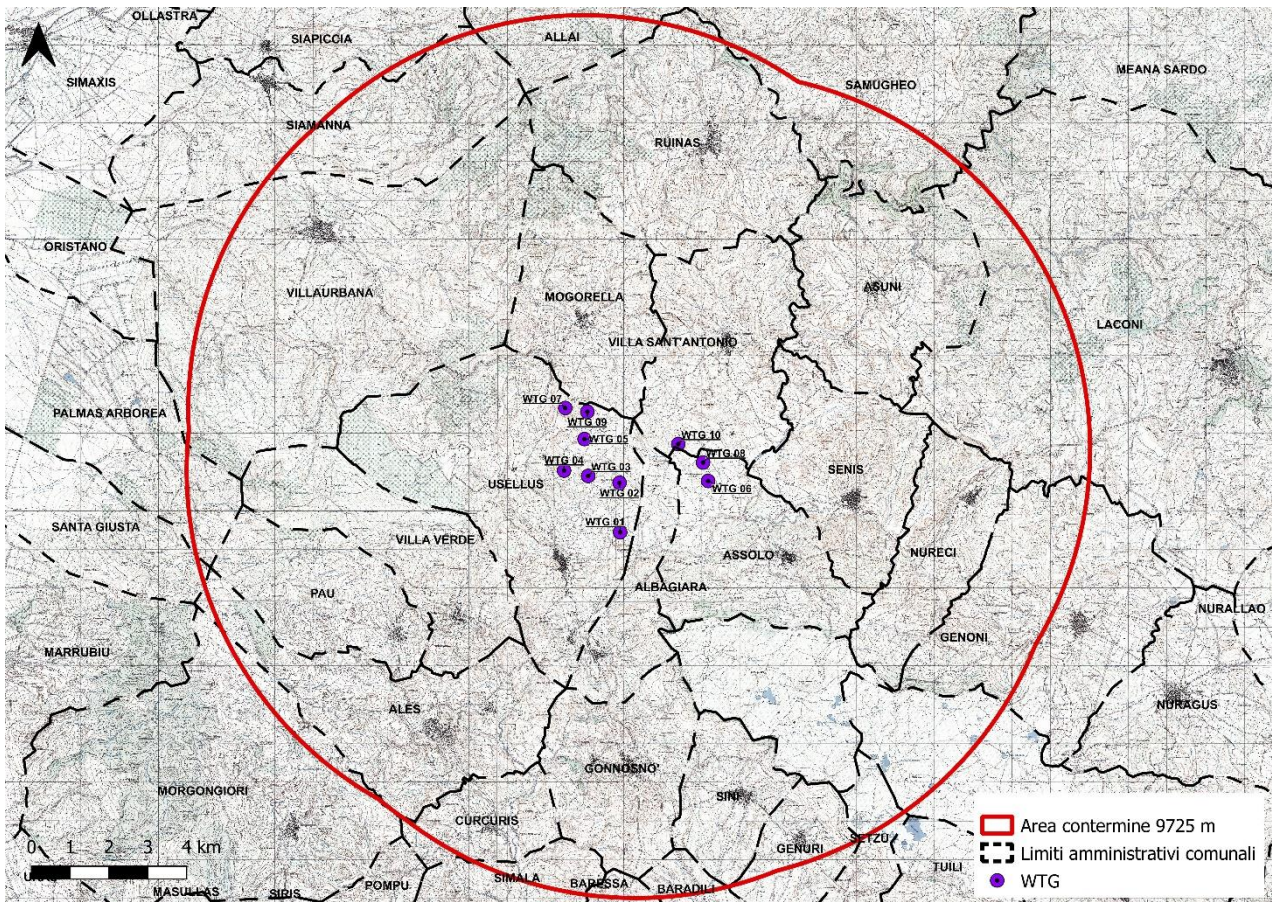 OLLASTRA
SIAPICCIA
ALLAI
SIMAXIS
SAMUGHEO
MEANA SARDO
SIAMANNA
RUINAS
ORISTANO
VILLAURBANA
MOGORELLA
ASUNI
LACONI
VILLA SANT'ANTONIO
PALMAS ARBOREA
WTG 07
WTG 09
WTG 05
WTG 10
WTG 08
WTG 04
WTG 03
SENIS
USELLUS
WTG 02
WTG 06
SANTA GIUSTA
WTG 01
VILLA VERDE
ASSOLO
NURECI
PAU
ALBAGIARA
NURALLAO
MARRUBIU
GENONI
ALES
NURAGUS
GONNOSNO'
MORGONGIORI
SINI
CURCURIS
SETZU
GENURI
TUILI
0 1 2 3 4 km
SIMALA
POMPU
BARESSA
BARADILI
MASULLAS
SIRIS
Area contermine 9725 m
Limiti amministrativi comunali
WTG